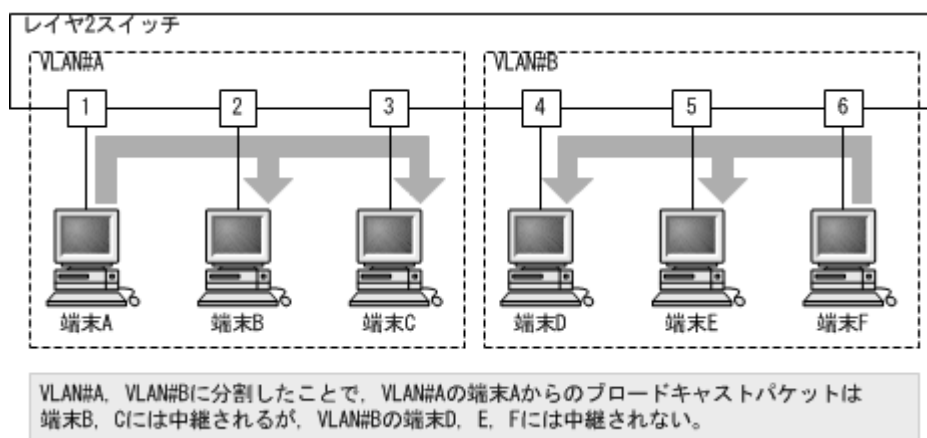 レイヤ2スイッチ
VLAN#A
VLAN#B
1
2
3
4
5
6
端末A
端末B
端末C
端末D
端末E
端末F
VLAN#A, VLAN#Bに分割したことで, VLAN#Aの端末Aからのブロードキャストパケットは
端末B, Cには中継されるが, VLAN#Bの端末D, E, Fには中継されない。